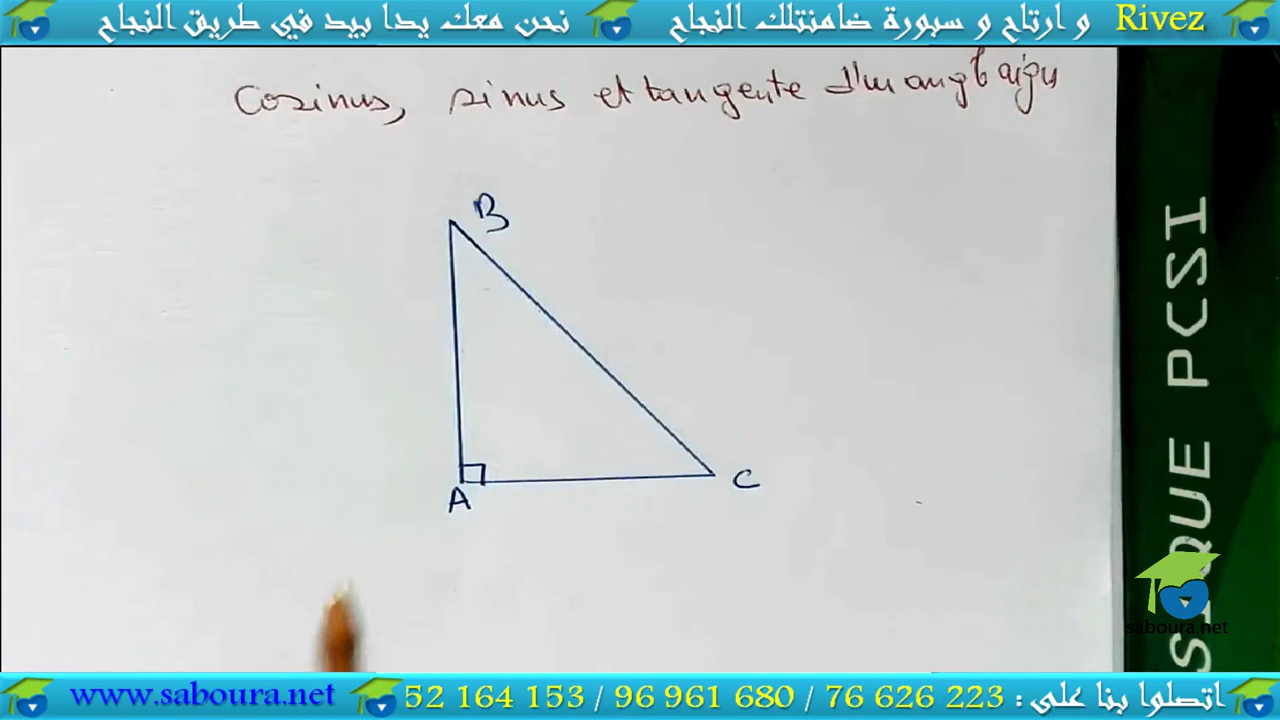 Rivez و ارتاح و سبورة ضامنتلك النجاح نحن معك يدا بيد في طريق النجاح
Cosinus, sinus et tangente d'un angle aigu
B
A
C
SIQUE PCSI
saboura.net
www.saboura.net 52 164 153 / 96 961 680 / 76 626 223 : اتصلوا بنا على